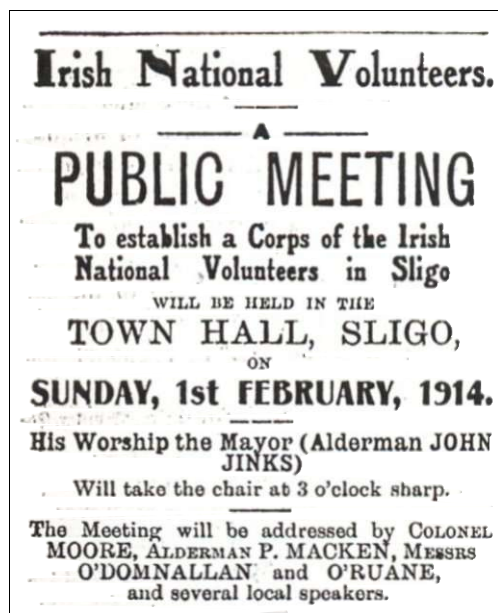 Irish National Volunteers.
A
PUBLIC MEETING
To establish a Corps of the Irish
National Volunteers in Sligo
WILL BE HELD IN THE
TOWN HALL, SLIGO,
ON
SUNDAY, 1st FEBRUARY, 1914.
His Worship the Mayor (Alderman JOHN
JINKS)
Will take the chair at 3 o'clock sharp.
The Meeting will be addressed by COLONEL
MOORE, ALDERMAN P. MACKEN, MESSRS
O'DOMNALLAN and O'RUANE,
and several local speakers.